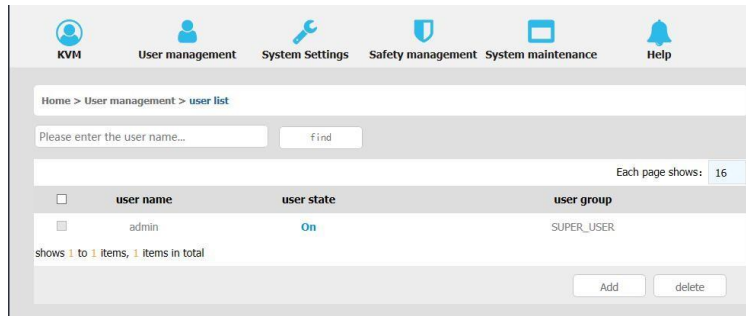 KVM User management System Settings Safety management System maintenance Help
Home > User management > user list
Please enter the user name... find
Each page shows: 16
user name user state user group
admin On SUPER_USER
shows 1 to 1 items, 1 items in total
Add delete